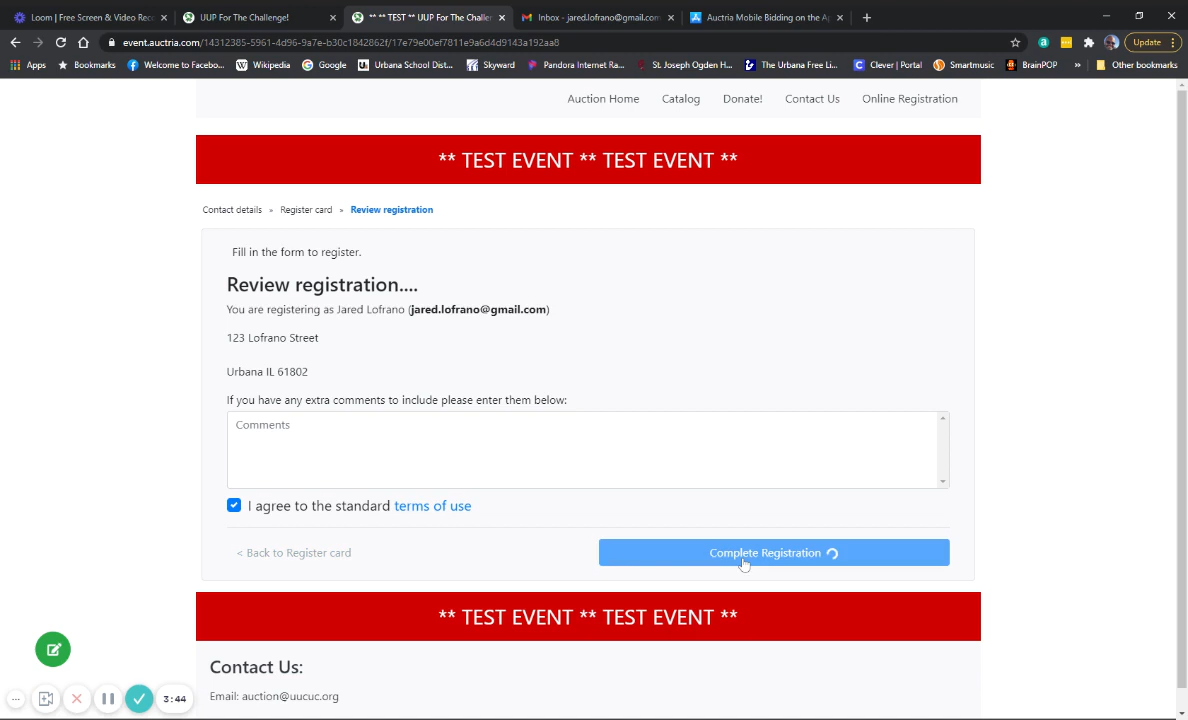 Loom | Free Screen & Video Rec
UUP For The Challenge!
** ** TEST ** UUP For The Challer
Inbox - jared.lofrano@gmail.com
Auctria Mobile Bidding on the A
event.auctria.com/14312385-5961-4d96-9a7e-b30c1842862f/17e79e00ef7811e9a6d4d9143a192aa8
Update
Apps
Bookmarks
Welcome to Facebo...
Wikipedia
Google
Urbana School Dist...
Skyward
Pandora Internet Ra...
St. Joseph Ogden H...
The Urbana Free Li...
Clever | Portal
Smartmusic
BrainPOP
»
Other bookmarks
Auction Home Catalog Donate! Contact Us Online Registration
** TEST EVENT ** TEST EVENT **
Contact details » Register card » Review registration
Fill in the form to register.
Review registration....
You are registering as Jared Lofrano (jared.lofrano@gmail.com)
123 Lofrano Street
Urbana IL 61802
If you have any extra comments to include please enter them below:
Comments
I agree to the standard terms of use
< Back to Register card
Complete Registration
** TEST EVENT ** TEST EVENT **
Contact Us:
Email: auction@uucuc.org
3:44